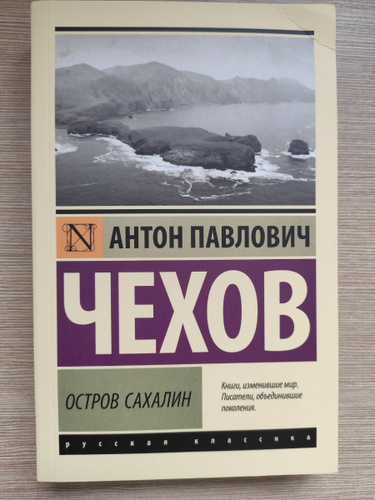 N
АНТОН ПАВЛОВИЧ
ЧЕХОВ
ОСТРОВ САХАЛИН
Книги, изменившие мир.
Писатели, объединившие
поколения.
русская классика